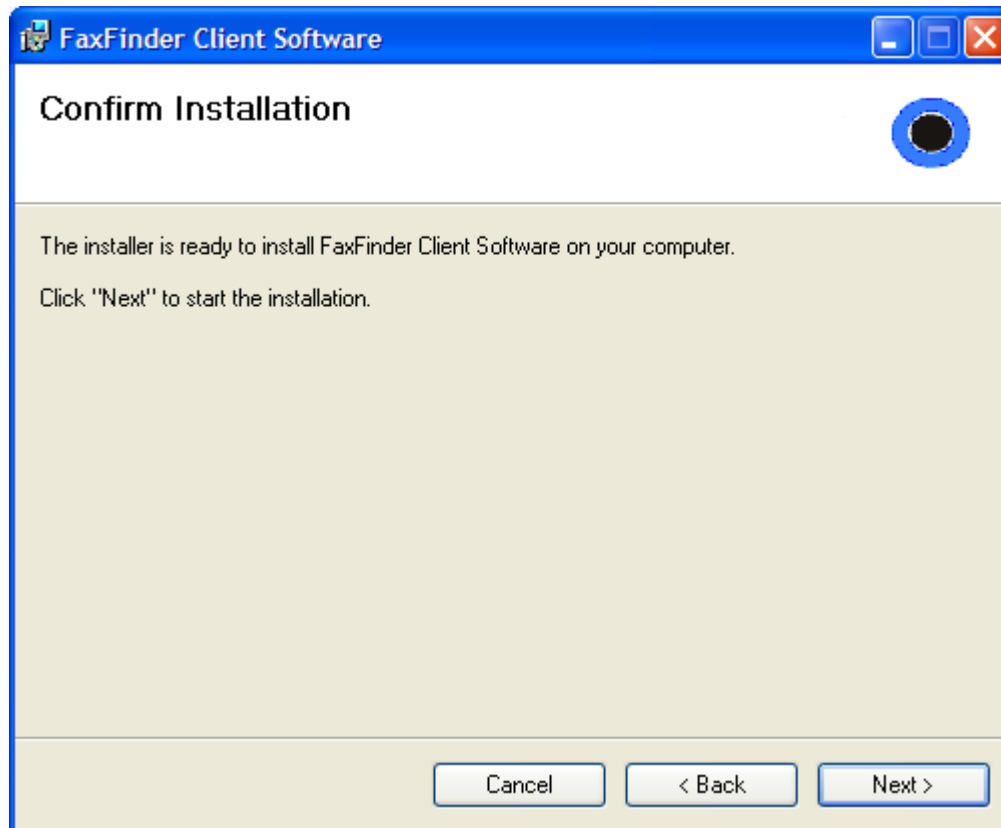 FaxFinder Client Software
Confirm Installation
The installer is ready to install FaxFinder Client Software on your computer.
Click "Next" to start the installation.
Cancel
< Back
Next >